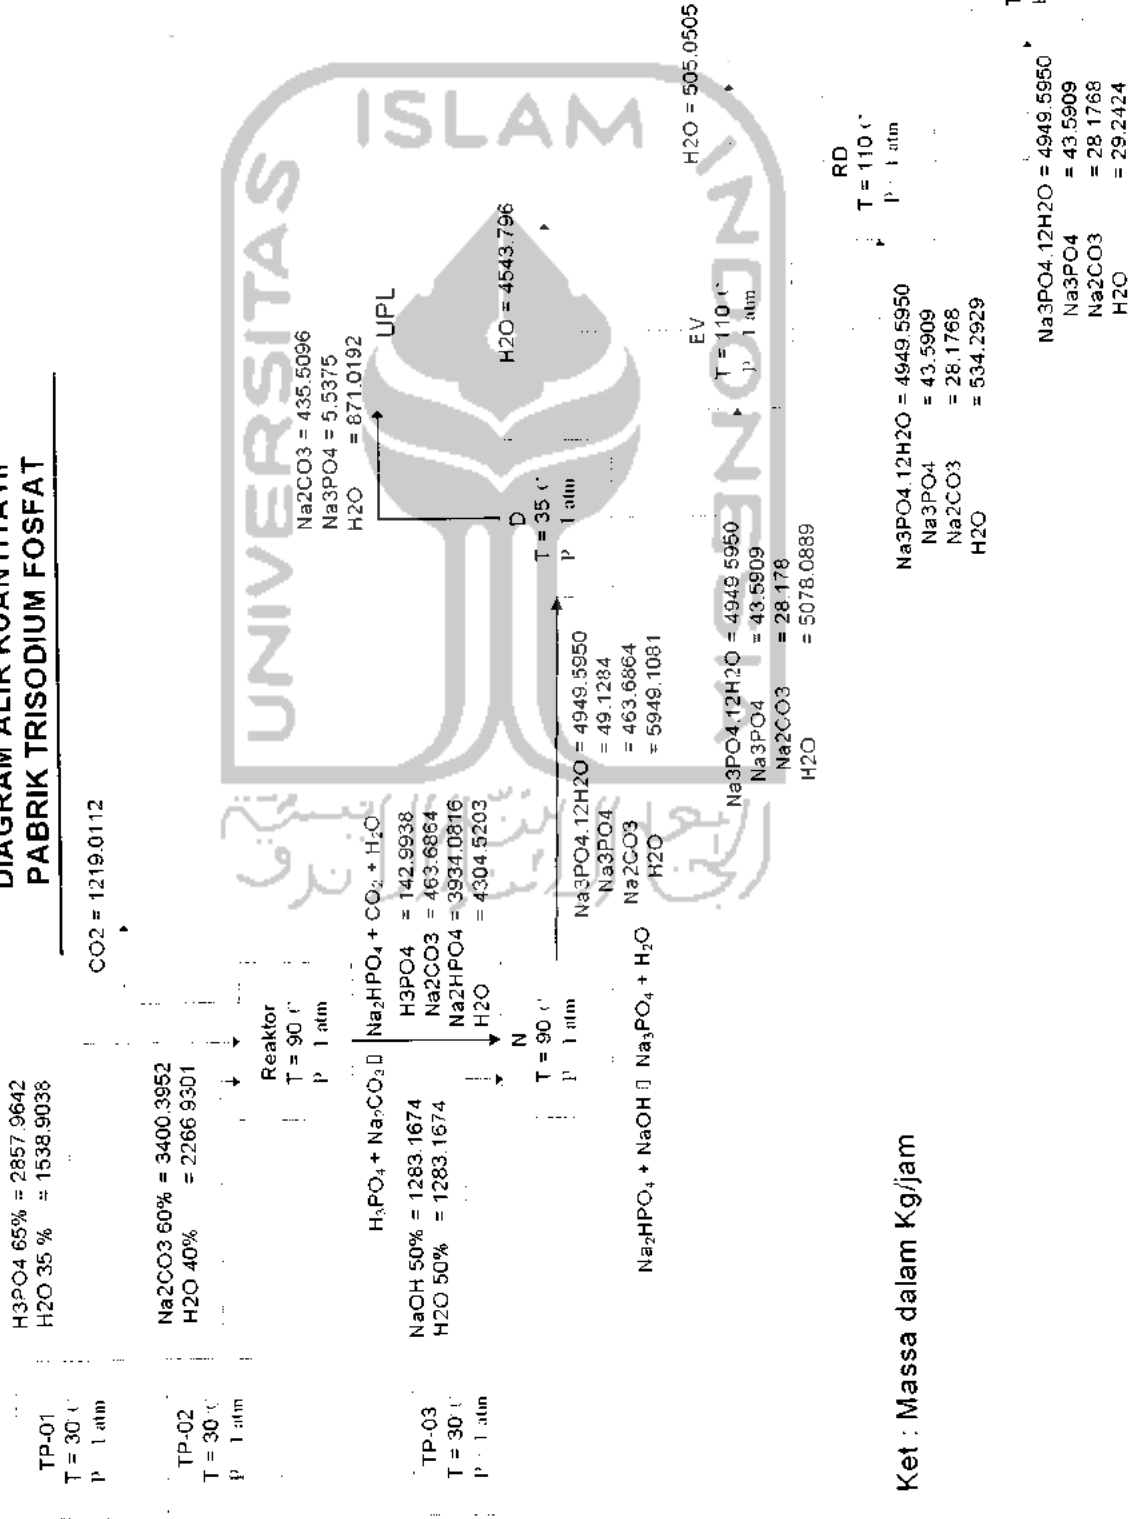 PABRIK TRISODIUM FOSFAT
CO2 = 1219.0112
H3PO4 65% = 2857.9642
H2O 35 % = 1538.9038
TP-01
T = 30 C
P 1 atm
Na2CO3 60% = 3400.3952
H2O 40% = 2266.9301
TP-02
T = 30 C
P 1 atm
Reaktor
T = 90 C
P 1 atm
H₃PO₄ + Na₂CO₃ ▯ Na₂HPO₄ + CO₂ + H₂O
H3PO4 = 142.9938
Na2CO3 = 463.6864
Na2HPO4 = 3934.0816
H2O = 4304.5203
NaOH 50% = 1283.1674
H2O 50% = 1283.1674
TP-03
T = 30 C
P 1 atm
N
T = 90 C
P 1 atm
Na₂HPO₄ + NaOH ▯ Na₃PO₄ + H₂O
Na3PO4.12H2O = 4949.5950
Na3PO4 = 49.1284
Na2CO3 = 463.6864
H2O = 5949.1081
D
T = 35 C
P 1 atm
Na2CO3 = 435.5096
Na3PO4 = 5.5375
H2O = 871.0192
UPL
H2O = 4543.796
Na3PO4.12H2O = 4949.5950
Na3PO4 = 43.5909
Na2CO3 = 28.178
H2O = 5078.0889
EV
T = 110 C
P 1 atm
H2O = 505.0505
Na3PO4.12H2O = 4949.5950
Na3PO4 = 43.5909
Na2CO3 = 28.1768
H2O = 534.2929
RD
T = 110 C
P 1 atm
Na3PO4.12H2O = 4949.5950
Na3PO4 = 43.5909
Na2CO3 = 28.1768
H2O = 29.2424
Ket : Massa dalam Kg/jam
UNIVERSITAS
ISLAM
INDONESIA